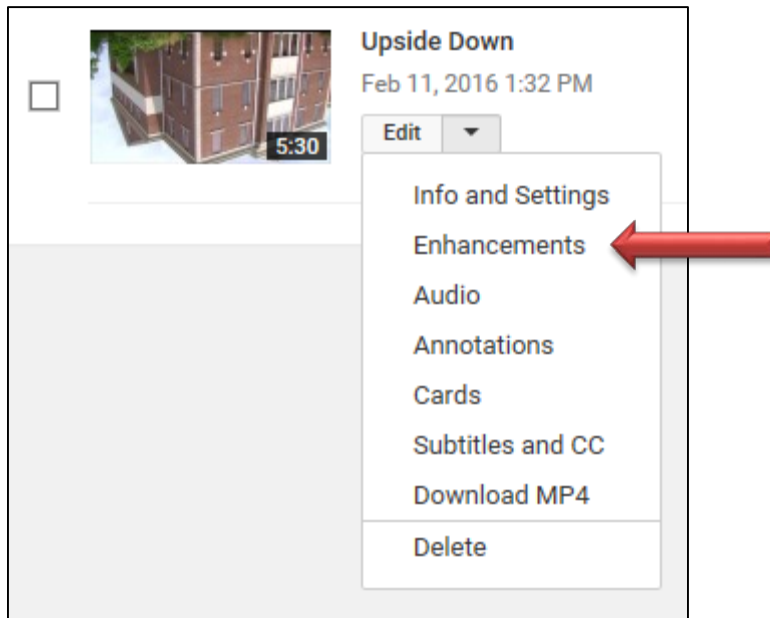 Upside Down
Feb 11, 2016 1:32 PM
5:30
Edit
Info and Settings
Enhancements
Audio
Annotations
Cards
Subtitles and CC
Download MP4
Delete